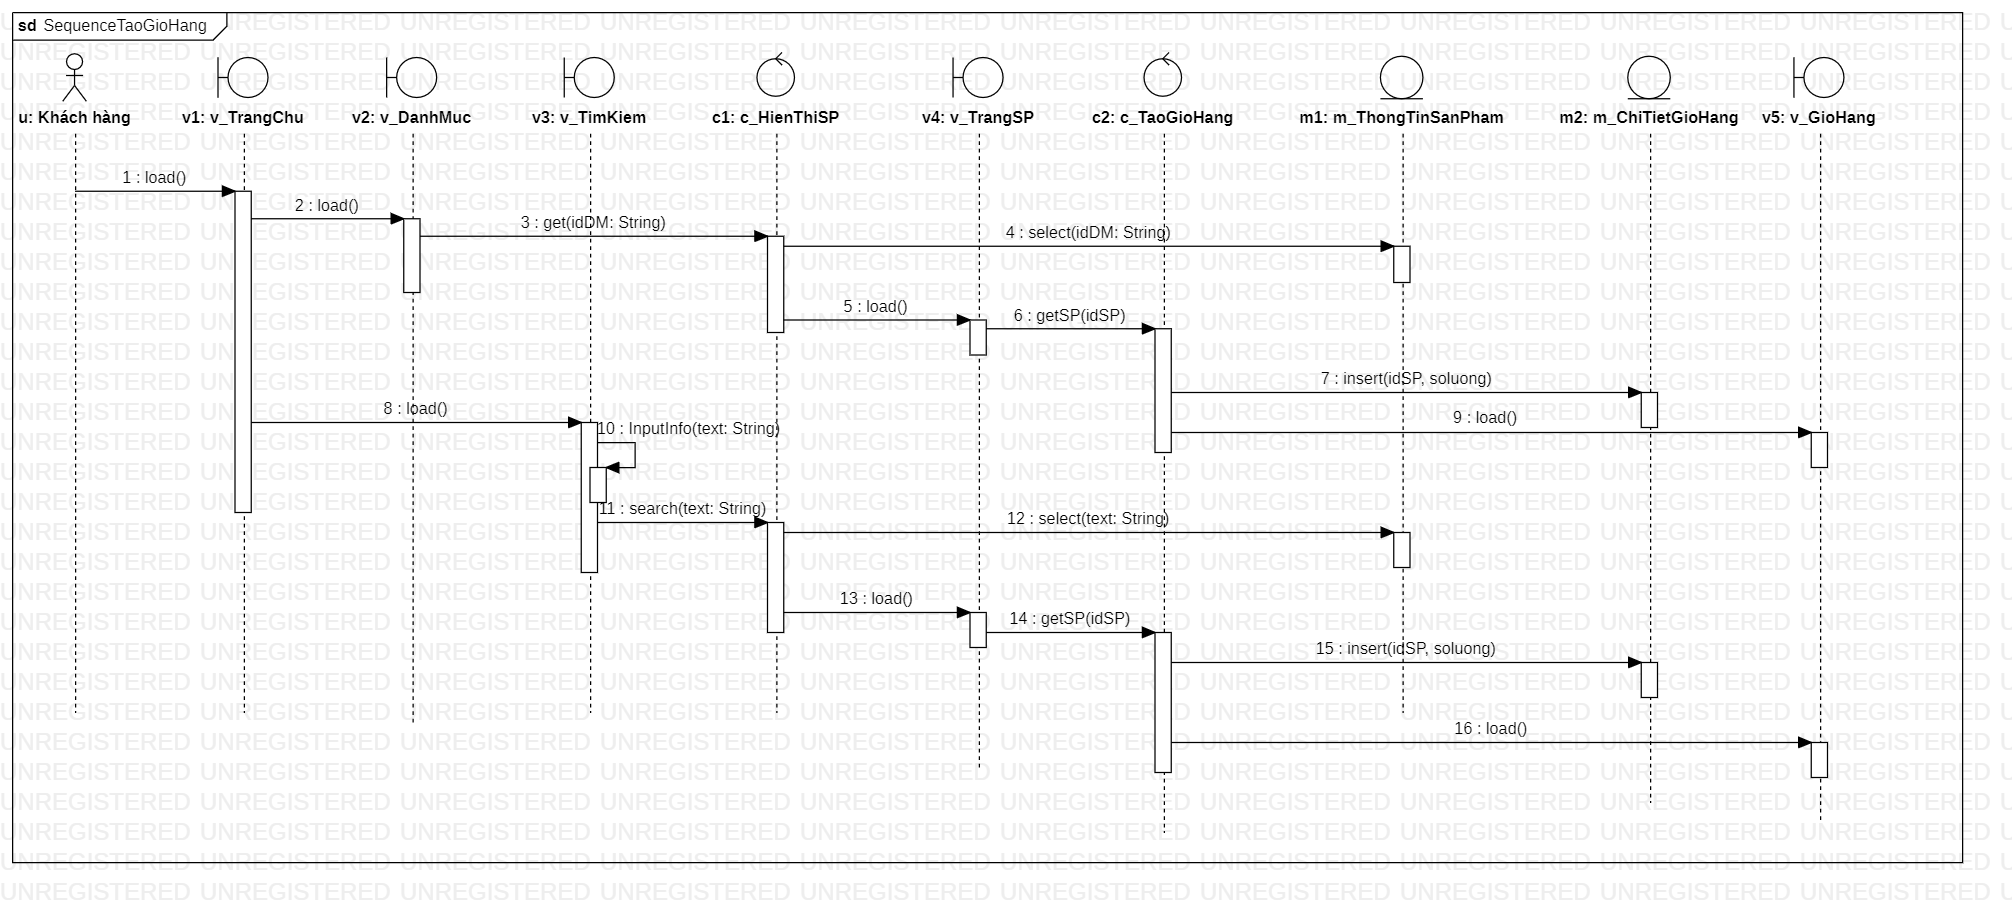 sd SequenceTaoGioHang
u: Khách hàng
v1: v_TrangChu
v2: v_DanhMuc
v3: v_TimKiem
c1: c_HienThiSP
v4: v_TrangSP
c2: c_TaoGioHang
m1: m_ThongTinSanPham
m2: m_ChiTietGioHang
v5: v_GioHang
1 : load()
2 : load()
3 : get(idDM: String)
4 : select(idDM: String)
5 : load()
6 : getSP(idSP)
7 : insert(idSP, soluong)
8 : load()
9 : load()
10 : InputInfo(text: String)
11 : search(text: String)
12 : select(text: String)
13 : load()
14 : getSP(idSP)
15 : insert(idSP, soluong)
16 : load()
UNREGISTERED